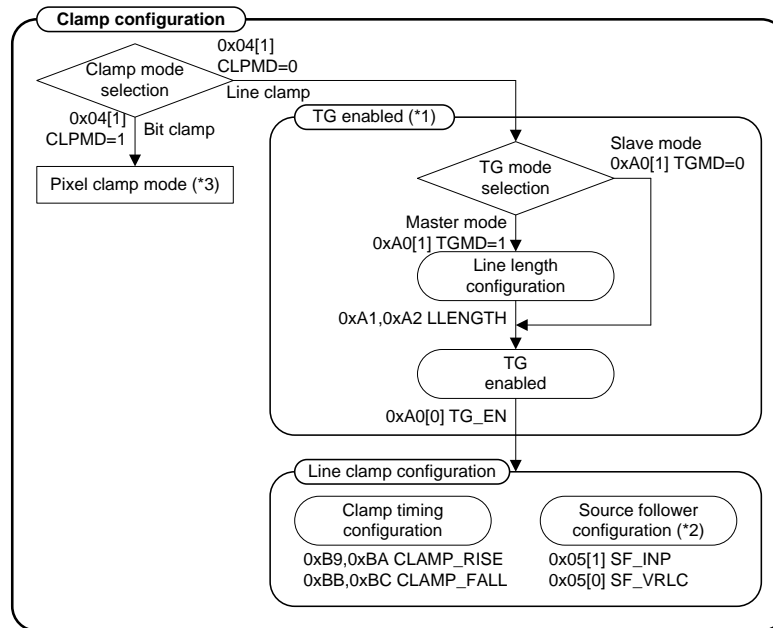 Clamp configuration
0x04[1]
CLPMD=0
Clamp mode
selection
Line clamp
0x04[1]
CLPMD=1
Bit clamp
Pixel clamp mode (*3)
TG enabled (*1)
Slave mode
0xA0[1] TGMD=0
TG mode
selection
Master mode
0xA0[1] TGMD=1
Line length
configuration
0xA1,0xA2 LLENGTH
TG
enabled
0xA0[0] TG_EN
Line clamp configuration
Clamp timing
configuration
0xB9,0xBA CLAMP_RISE
0xBB,0xBC CLAMP_FALL
Source follower
configuration (*2)
0x05[1] SF_INP
0x05[0] SF_VRLC